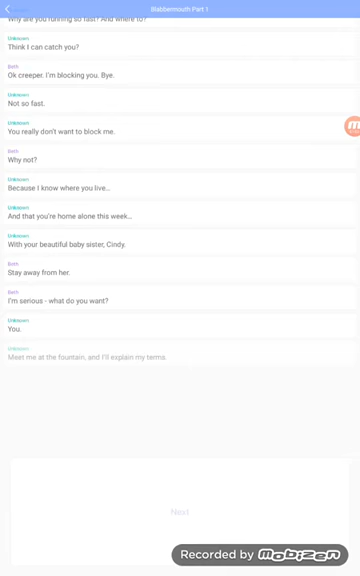 Blabbermouth Part 1
Why are you running so fast? And where to?
Unknown
Think I can catch you?
Beth
Ok creeper. I'm blocking you. Bye.
Unknown
Not so fast.
Unknown
You really don't want to block me.
Beth
Why not?
Unknown
Because I know where you live...
Unknown
And that you're home alone this week...
Unknown
With your beautiful baby sister, Cindy.
Beth
Stay away from her.
Beth
I'm serious - what do you want?
Unknown
You.
Unknown
Meet me at the fountain, and I'll explain my terms.
Next
Recorded by mobizen